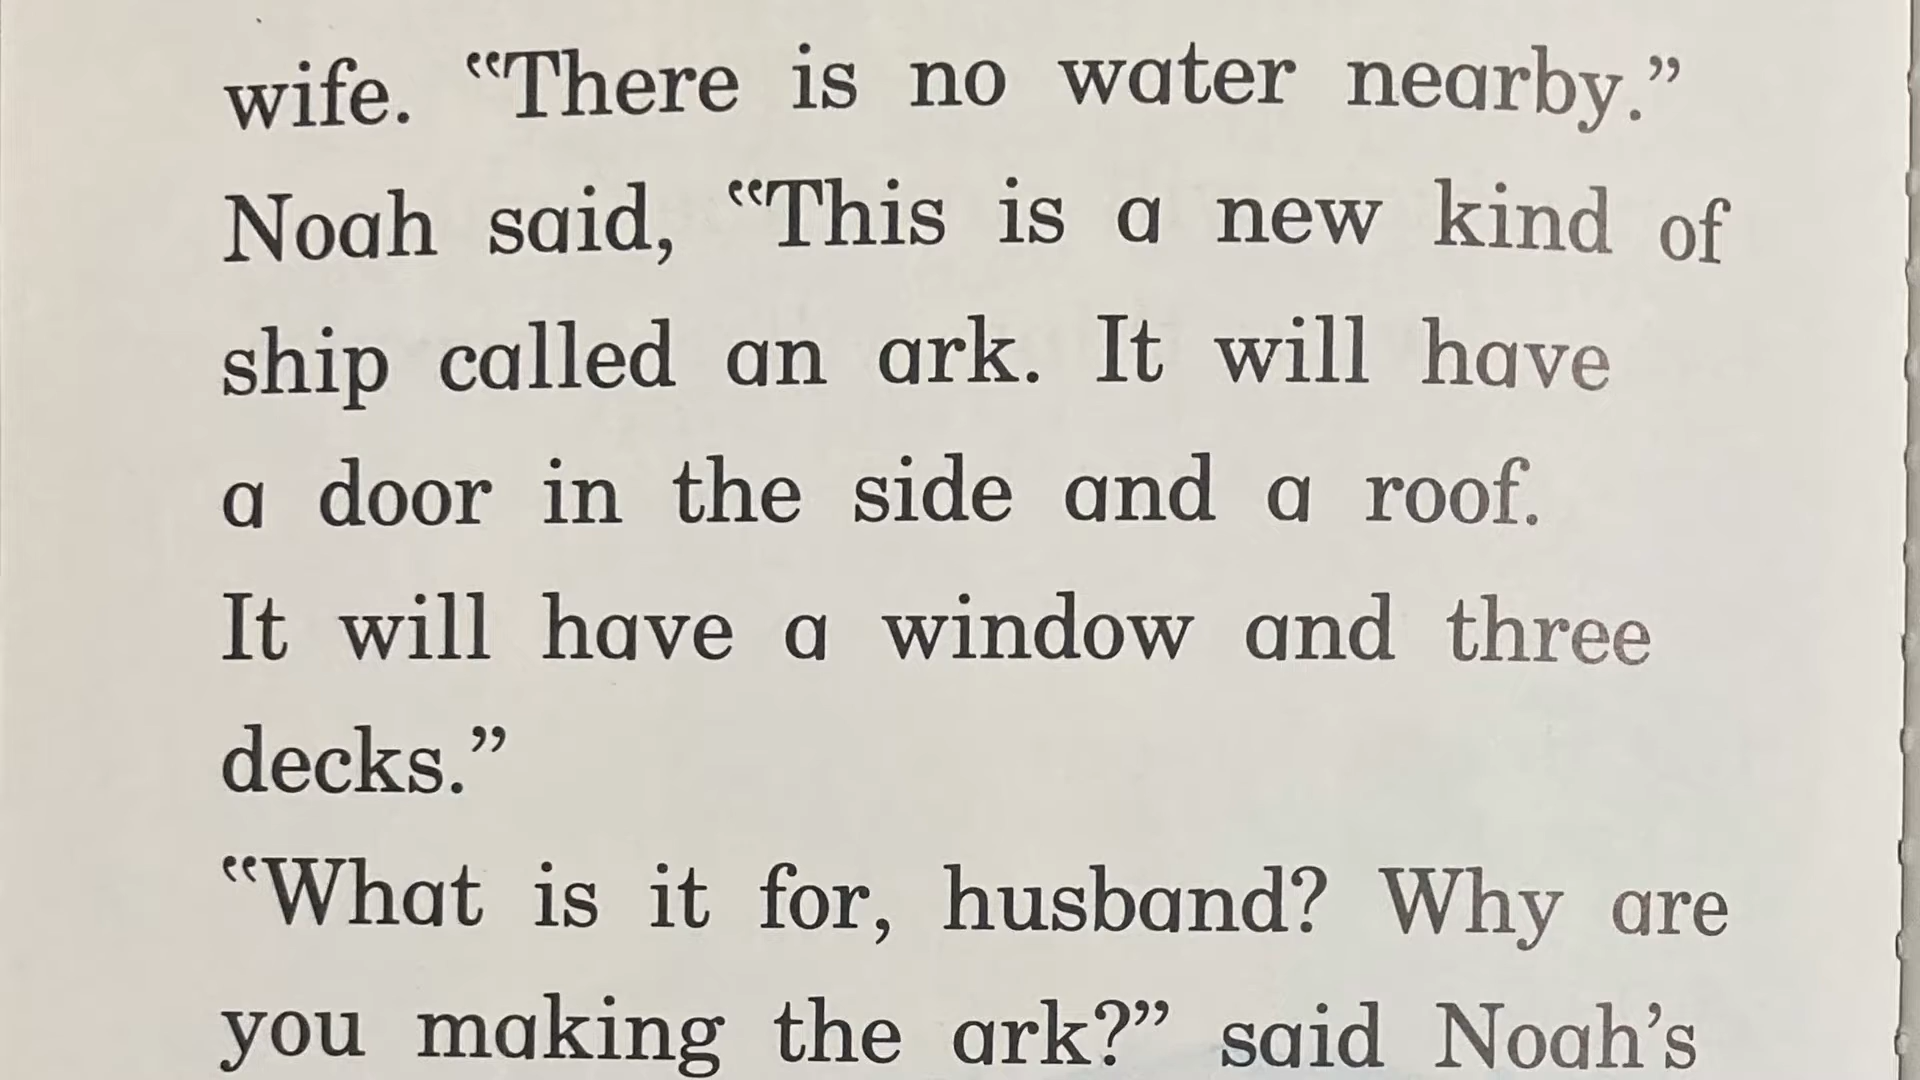 wife. “There is no water nearby.”
Noah said, “This is a new kind of
ship called an ark. It will have
a door in the side and a roof.
It will have a window and three
decks.”
“What is it for, husband? Why are
you making the ark?” said Noah’s